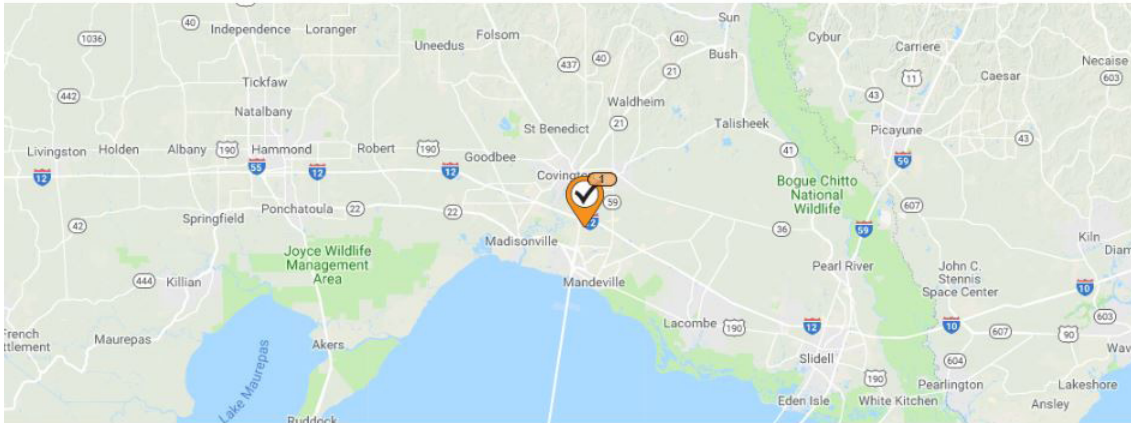 Sun
Cybur
40
Independence
Loranger
Folsom
1036
Uneedus
40
40
Bush
Carriere
Necaise
437
21
11
Caesar
603
Tickfaw
442
43
Waldheim
Natalbany
21
Talisheek
Picayune
43
St Benedict
Livingston
Holden
Albany
190
Hammond
Robert
190
Goodbee
41
59
55
12
12
12
Covington
1
Bogue Chitto
National
Wildlife
59
607
Springfield
Ponchatoula
22
22
42
36
59
Kiln
Madisonville
Joyce Wildlife
Management
Area
Pearl River
John C.
Stennis
Space Center
444
Killian
Mandeville
10
Lacombe
190
12
10
607
603
90
French
Maurepas
Akers
Slidell
604
Lake Maurepas
190
Pearlington
Lakeshore
Eden Isle
White Kitchen
Ansley
Ruddock